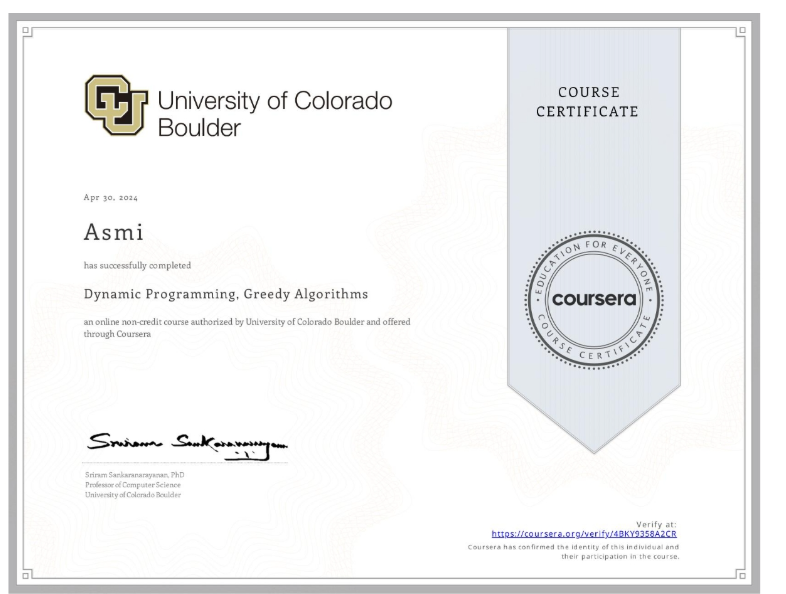 CU
University of Colorado
Boulder
COURSE
CERTIFICATE
Apr 30, 2024
Asmi
has successfully completed
Dynamic Programming, Greedy Algorithms
an online non-credit course authorized by University of Colorado Boulder and offered
through Coursera
EDUCATION FOR EVERYONE
coursera
COURSE CERTIFICATE
Sriram Sankaranarayanan
Sriram Sankaranarayanan, PhD
Professor of Computer Science
University of Colorado Boulder
Verify at:
https://coursera.org/verify/4BKY9358A2CR
Coursera has confirmed the identity of this individual and
their participation in the course.